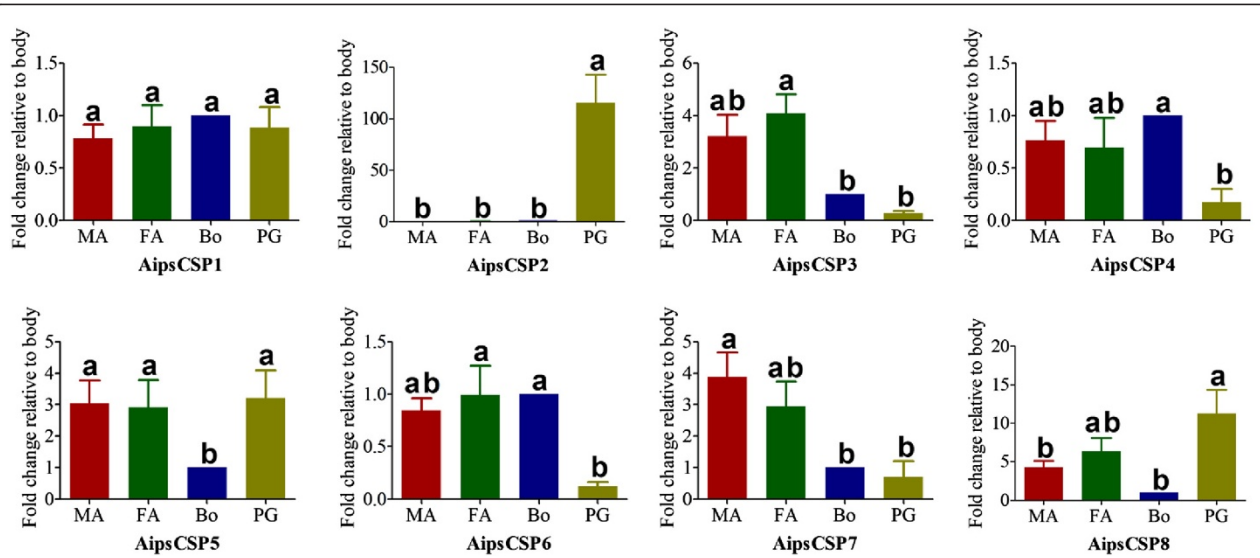 Fold change relative to body
1.5
1.0
0.5
0.0
a a a a
MA FA Bo PG
AipsCSP1
Fold change relative to body
150
100
50
0
b b b a
MA FA Bo PG
AipsCSP2
Fold change relative to body
6
4
2
0
ab a b b
MA FA Bo PG
AipsCSP3
Fold change relative to body
1.5
1.0
0.5
0.0
ab ab a b
MA FA Bo PG
AipsCSP4
Fold change relative to body
5
4
3
2
1
0
a a b a
MA FA Bo PG
AipsCSP5
Fold change relative to body
1.5
1.0
0.5
0.0
ab a a b
MA FA Bo PG
AipsCSP6
Fold change relative to body
5
4
3
2
1
0
a ab b b
MA FA Bo PG
AipsCSP7
Fold change relative to body
20
15
10
5
0
b ab b a
MA FA Bo PG
AipsCSP8